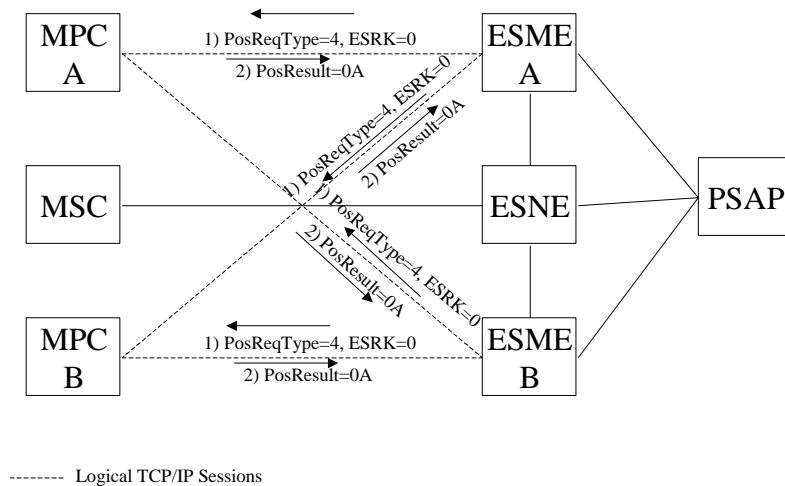 MPC
A
1) PosReqType=4, ESRK=0
2) PosResult=0A
ESME
A
1) PosReqType=4, ESRK=0
2) PosResult=0A
MSC
ESNE
PSAP
1) PosReqType=4, ESRK=0
2) PosResult=0A
MPC
B
1) PosReqType=4, ESRK=0
2) PosResult=0A
ESME
B
Logical TCP/IP Sessions